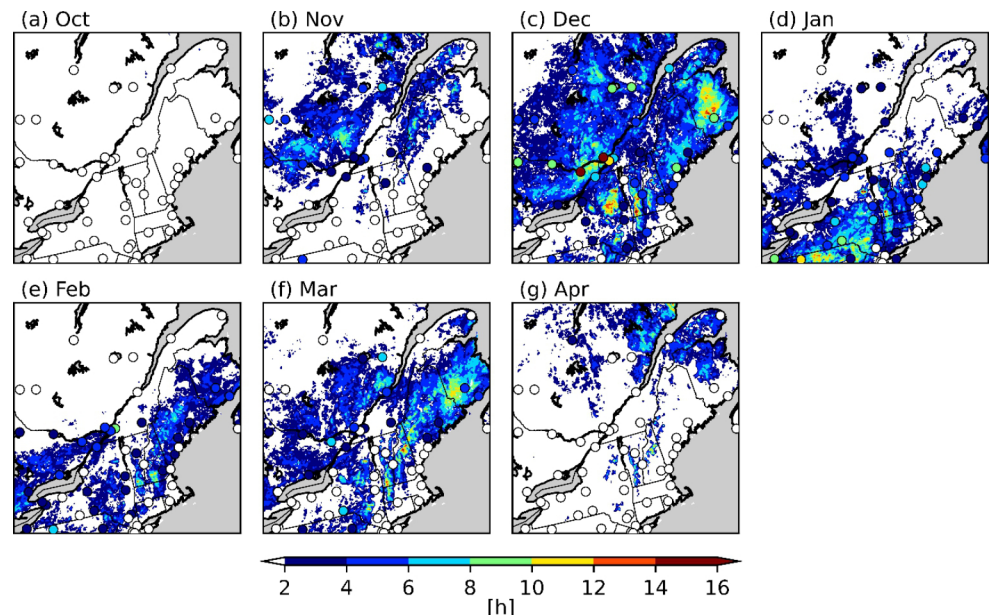 (a) Oct
(b) Nov
(c) Dec
(d) Jan
(e) Feb
(f) Mar
(g) Apr
2 4 6 8 10 12 14 16
[h]